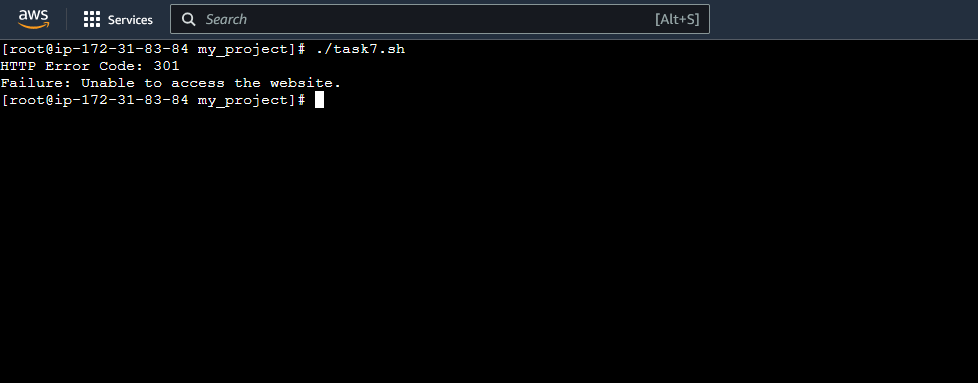 aws Services Search [Alt+S]
[root@ip-172-31-83-84 my_project]# ./task7.sh
HTTP Error Code: 301
Failure: Unable to access the website.
[root@ip-172-31-83-84 my_project]#